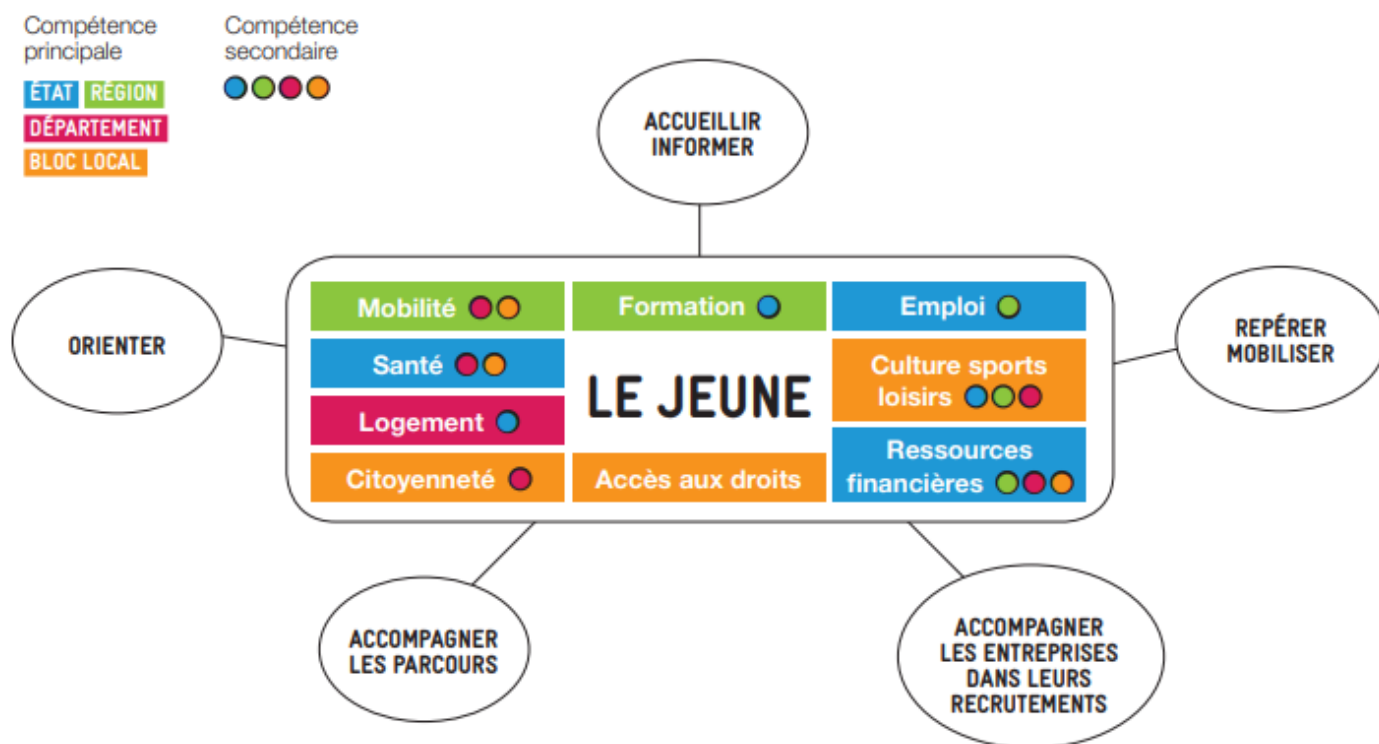 Compétence
principale
Compétence
secondaire
ÉTAT RÉGION
DÉPARTEMENT
BLOC LOCAL
ACCUEILLIR
INFORMER
ORIENTER
REPÉRER
MOBILISER
Mobilité
Formation
Emploi
Santé
Culture sports
loisirs
LE JEUNE
Logement
Ressources
financières
Citoyenneté
Accès aux droits
ACCOMPAGNER
LES PARCOURS
ACCOMPAGNER
LES ENTREPRISES
DANS LEURS
RECRUTEMENTS